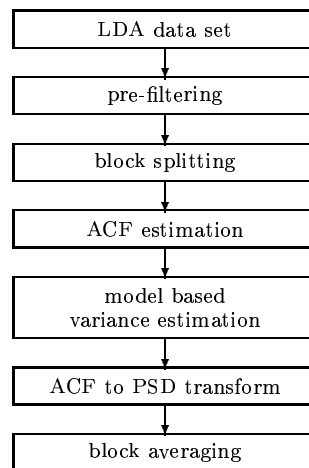 LDA data set
pre-filtering
block splitting
ACF estimation
model based
variance estimation
ACF to PSD transform
block averaging